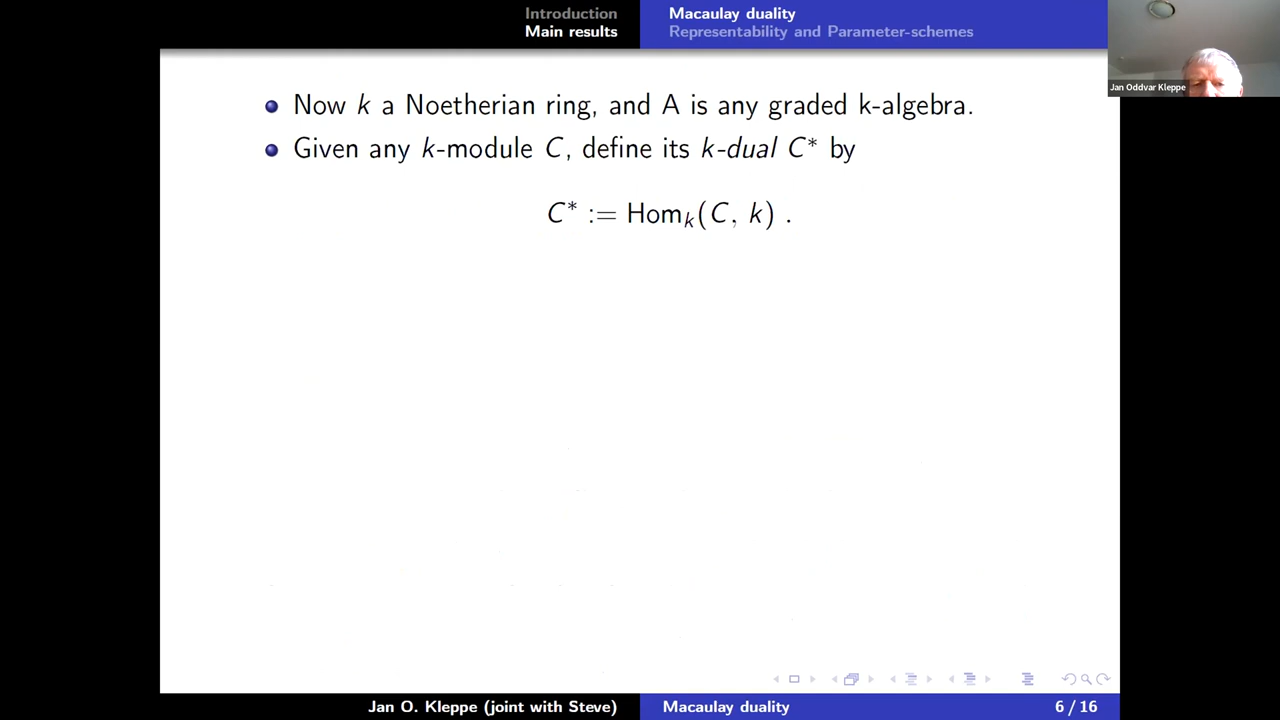 Introduction
Main results
Macaulay duality
Representability and Parameter-schemes
Jan Oddvar Kleppe
Now k a Noetherian ring, and A is any graded k-algebra.
Given any k-module C, define its k-dual C* by
C* := Homₖ(C, k) .
Jan O. Kleppe (joint with Steve)
Macaulay duality
6 / 16